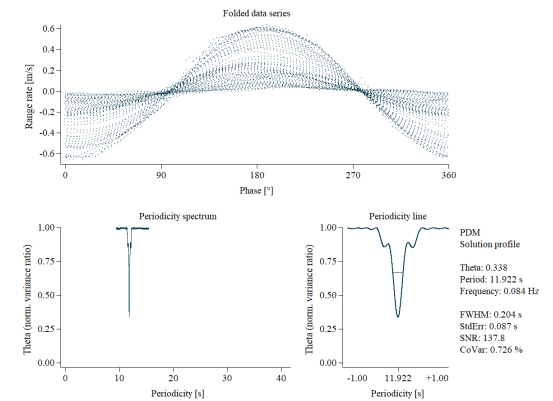 Folded data series
Range rate [m/s]
0.6
0.4
0.2
0.0
-0.2
-0.4
-0.6
0 90 180 270 360
Phase [°]
Periodicity spectrum
Theta (norm. variance ratio)
1.00
0.75
0.50
0.25
0.00
0 10 20 30 40
Periodicity [s]
Periodicity line
Theta (norm. variance ratio)
1.00
0.75
0.50
0.25
0.00
-1.00 11.922 +1.00
Periodicity [s]
PDM
Solution profile
Theta: 0.338
Period: 11.922 s
Frequency: 0.084 Hz
FWHM: 0.204 s
StdErr: 0.087 s
SNR: 137.8
CoVar: 0.726 %